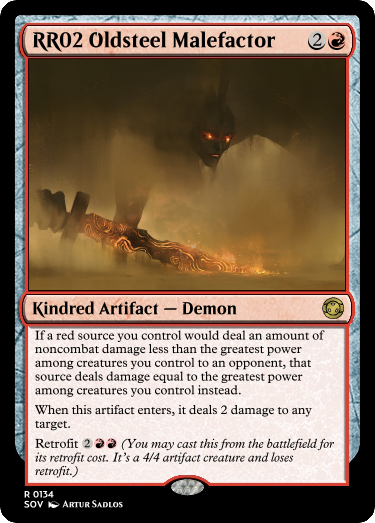 RR02 Oldsteel Malefactor 2
Kindred Artifact — Demon
If a red source you control would deal an amount of
noncombat damage less than the greatest power
among creatures you control to an opponent, that
source deals damage equal to the greatest power
among creatures you control instead.
When this artifact enters, it deals 2 damage to any
target.
Retrofit 2 (You may cast this from the battlefield for
its retrofit cost. It's a 4/4 artifact creature and loses
retrofit.)
R 0134
SOV Artur Sadlos